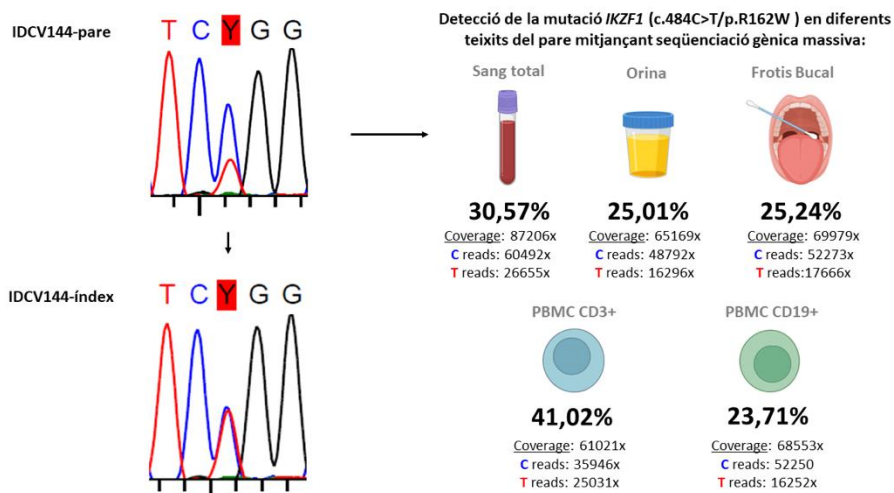 IDCV144-pare
T C Y G G
IDCV144-índex
T C Y G G
Detecció de la mutació IKZF1 (c.484C>T/p.R162W ) en diferents
teixits del pare mitjançant seqüenciació gènica massiva:
Sang total
30,57%
Coverage: 87206x
C reads: 60492x
T reads: 26655x
Orina
25,01%
Coverage: 65169x
C reads: 48792x
T reads: 16296x
Frotis Bucal
25,24%
Coverage: 69979x
C reads: 52273x
T reads:17666x
PBMC CD3+
41,02%
Coverage: 61021x
C reads: 35946x
T reads: 25031x
PBMC CD19+
23,71%
Coverage: 68553x
C reads: 52250
T reads: 16252x